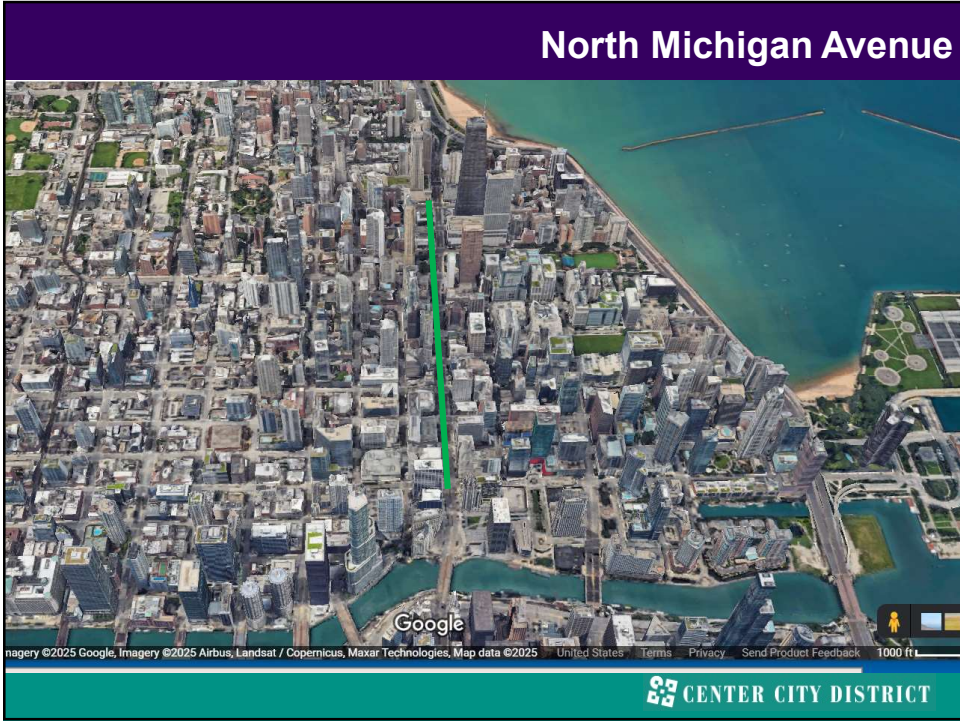 North Michigan Avenue
Google
magery ©2025 Google, Imagery ©2025 Airbus, Landsat / Copernicus, Maxar Technologies, Map data ©2025 United States Terms Privacy Send Product Feedback 1000 ft
CENTER CITY DISTRICT